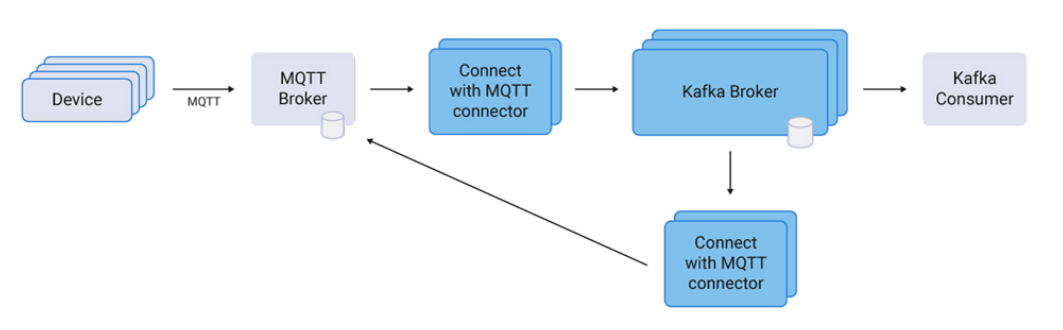 Device
MQTT
MQTT
Broker
Connect
with MQTT
connector
Kafka Broker
Kafka
Consumer
Connect
with MQTT
connector